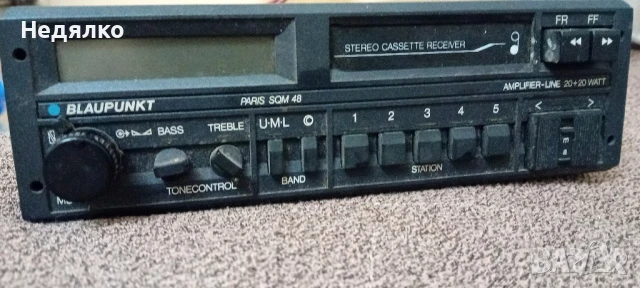 Недялко
FR FF
STEREO CASSETTE RECEIVER
AMPLIFIER-LINE 20+20 WATT
BLAUPUNKT
PARIS SQM 48
BASS
TREBLE
U·M·L ©
1 2 3 4 5
< >
TONECONTROL
BAND
STATION
bazar